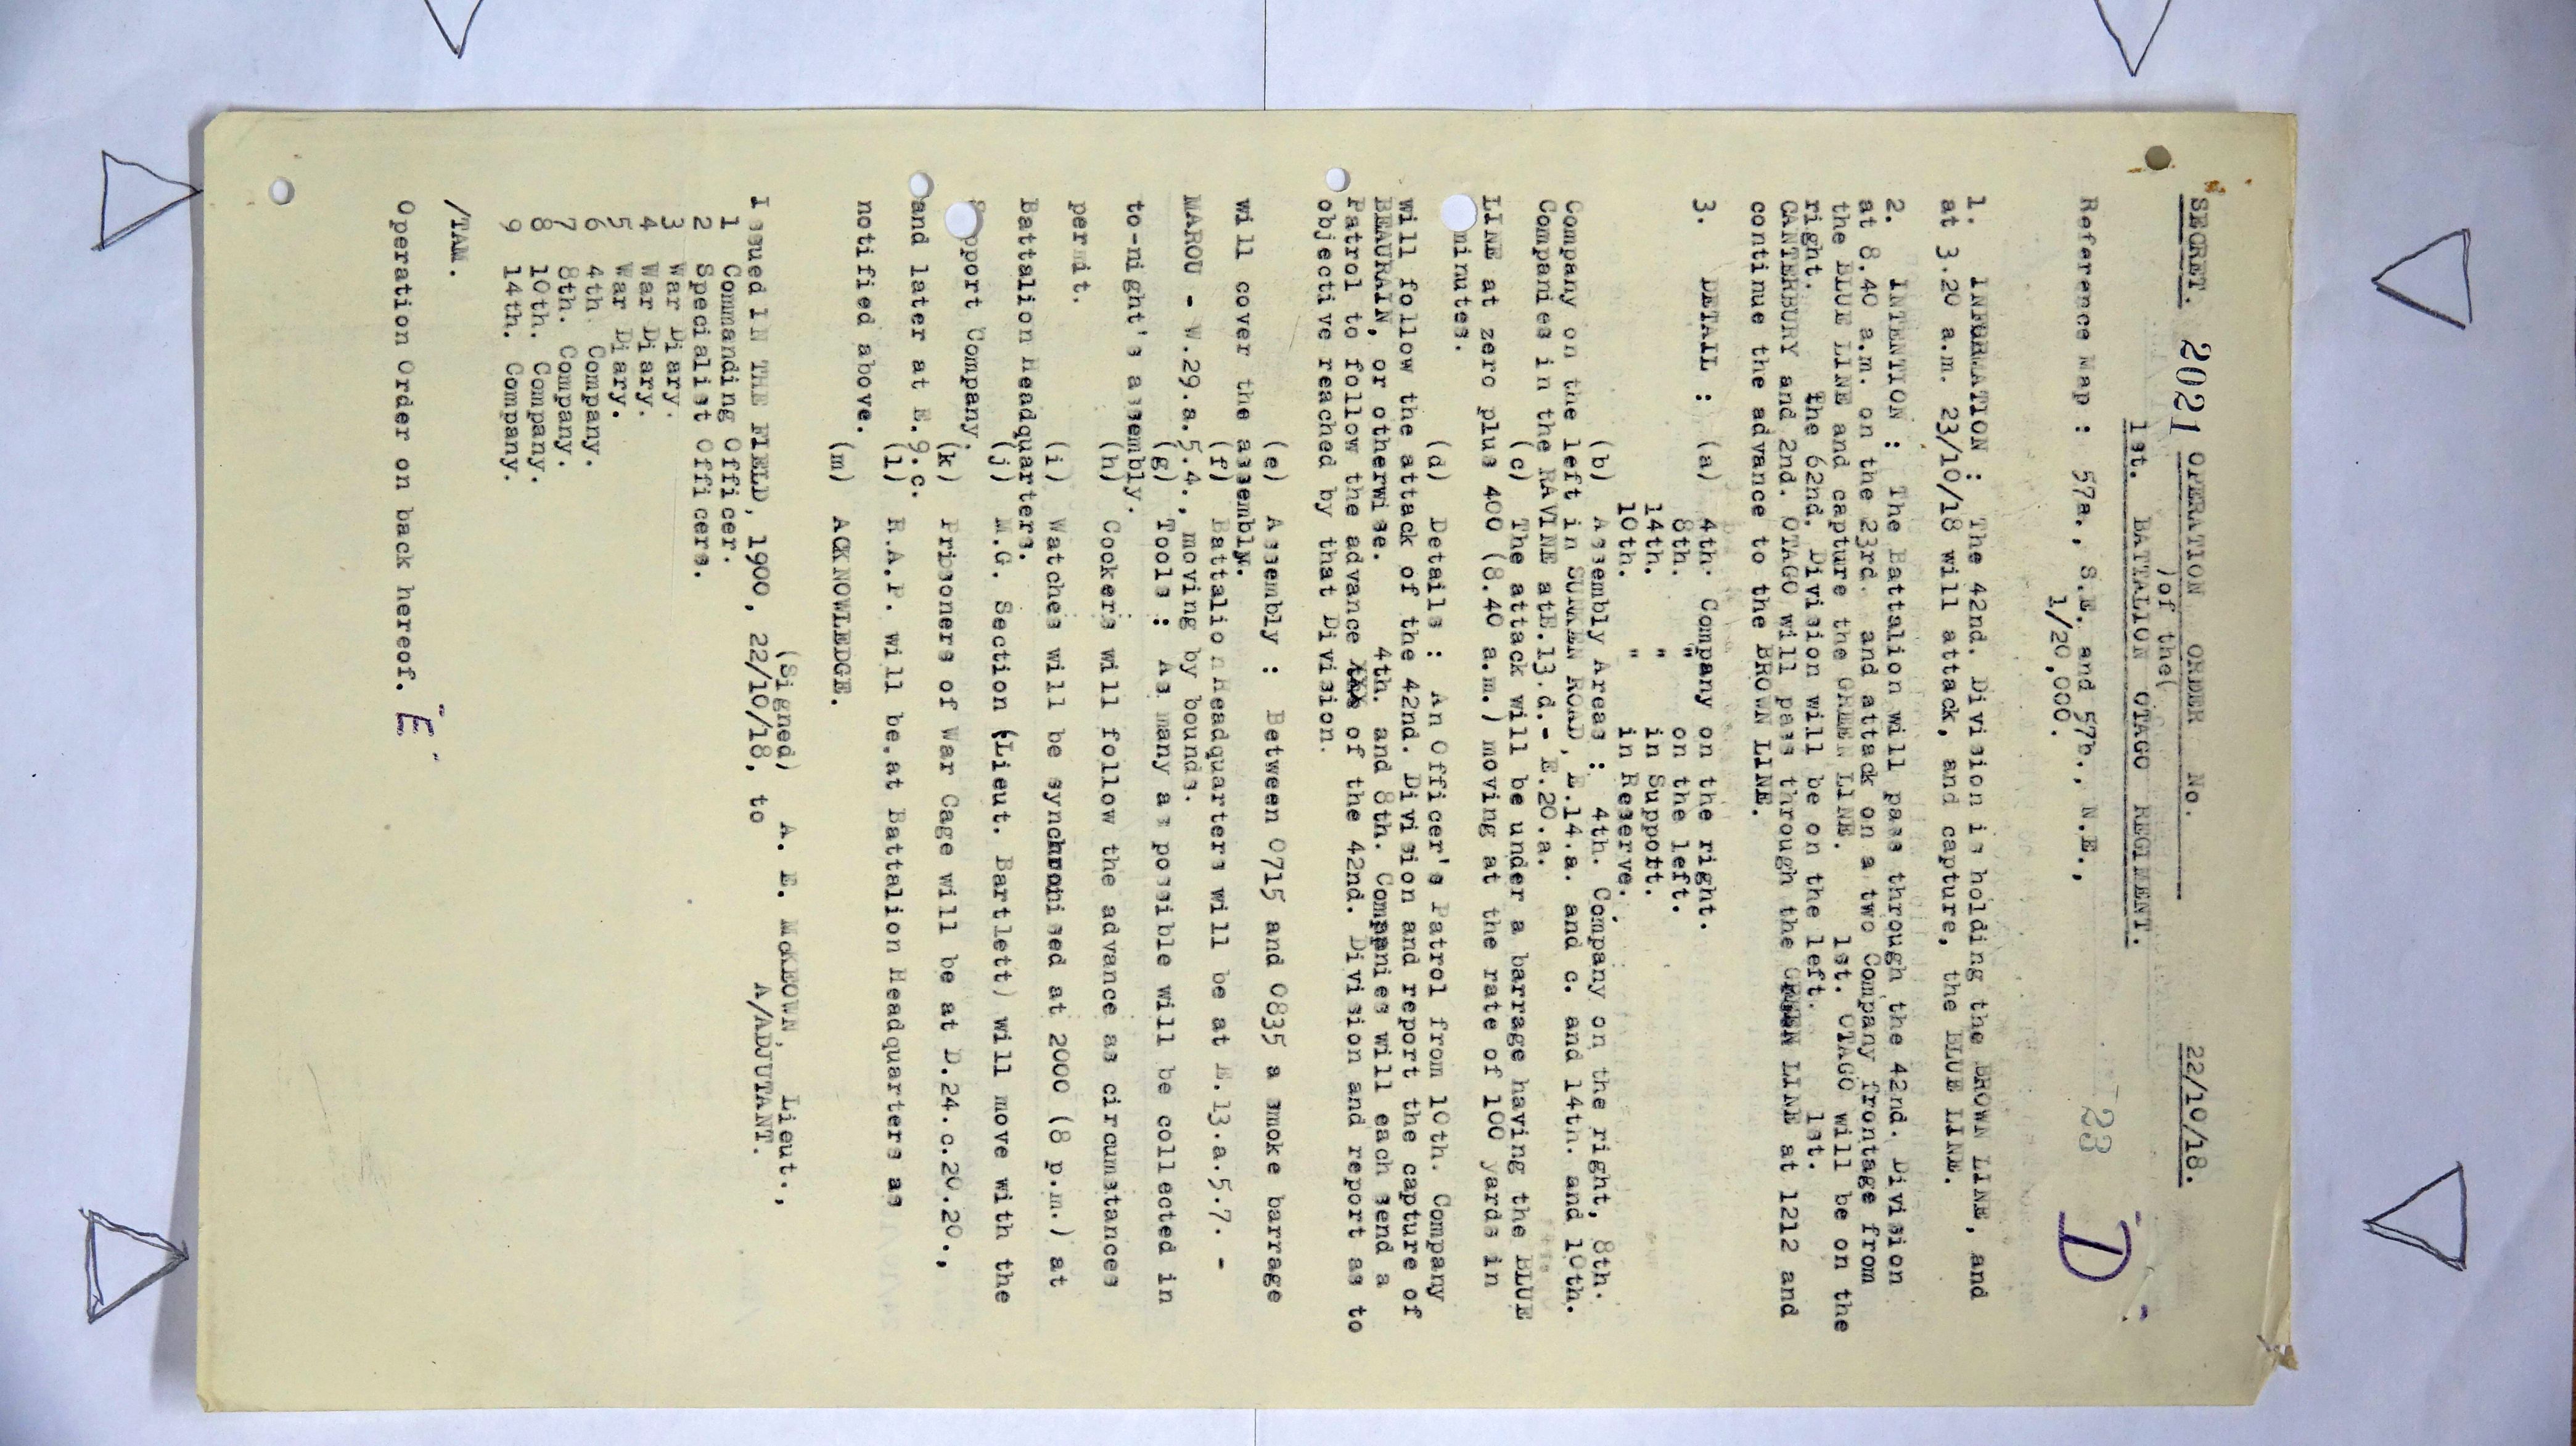 SECRET. 2021 OPERATION ORDER No. 22/10/18.
)of the(
1st. BATTALION OTAGO REGIMENT.
23 "D"
Reference Map : 57a., S.E. and 57b., N.E.,
1/20,000.
1. INFORMATION : The 42nd. Division is holding the BROWN LINE, and
at 3.20 a.m. 23/10/18 will attack, and capture, the BLUE LINE.
2. INTENTION : The Battalion will pass through the 42nd. Division
at 8.40 a.m. on the 23rd. and attack on a two Company frontage from
the BLUE LINE and capture the GREEN LINE. 1st. OTAGO will be on the
right. The 62nd. Division will be on the left. 1st.
CANTERBURY and 2nd. OTAGO will pass through the GREEN LINE at 1212 and
continue the advance to the BROWN LINE.
3. DETAIL : (a) 4th. Company on the right.
8th. " on the left.
14th. " in Suppott.
10th. " in Reserve.
(b) Assembly Areas : 4th. Company on the right, 8th.
Company on the left in SUNKEN ROAD, E.14.a. and c. and 14th. and 10th.
Companies in the RAVINE atE.13.d.- E.20.a.
(c) The attack will be under a barrage having the BLUE
LINE at zero plus 400 (8.40 a.m.) moving at the rate of 100 yards in
minutes.
(d) Details : An Officer's Patrol from 10th. Company
will follow the attack of the 42nd. Division and report the capture of
BEAURAIN, or otherwise. 4th. and 8th. Companies will each send a
Patrol to follow the advance XXX of the 42nd. Division and report as to
objective reached by that Division.
(e) Assembly : Between 0715 and 0835 a smoke barrage
will cover the assembly.
(f) Battalion Headquarters will be at E.13.a.5.7. -
MAROU - W.29.a.5.4., moving by bounds.
(g) Tools : As many as possible will be collected in
to-night's assembly.
(h) Cookers will follow the advance as circumstances
permit.
(i) Watches will be synchronised at 2000 (8 p.m.) at
Battalion Headquarters.
(j) M.G. Section (Lieut. Bartlett) will move with the
Support Company.
(k) Prisoners of War Cage will be at D.24.c.20.20.,
and later at E.9.c.
(l) R.A.P. will be.at Battalion Headquarters as
notified above.
(m) ACKNOWLEDGE.
(Signed) A. E. McKEOWN, Lieut.,
A/ADJUTANT.
Issued IN THE FIELD, 1900, 22/10/18, to
1 Commanding Officer.
2 Specialist Officers.
3 War Diary.
4 War Diary.
5 War Diary.
6 4th Company.
7 8th. Company.
8 10th. Company.
9 14th. Company.
/TAM.
Operation Order on back hereof. "E"